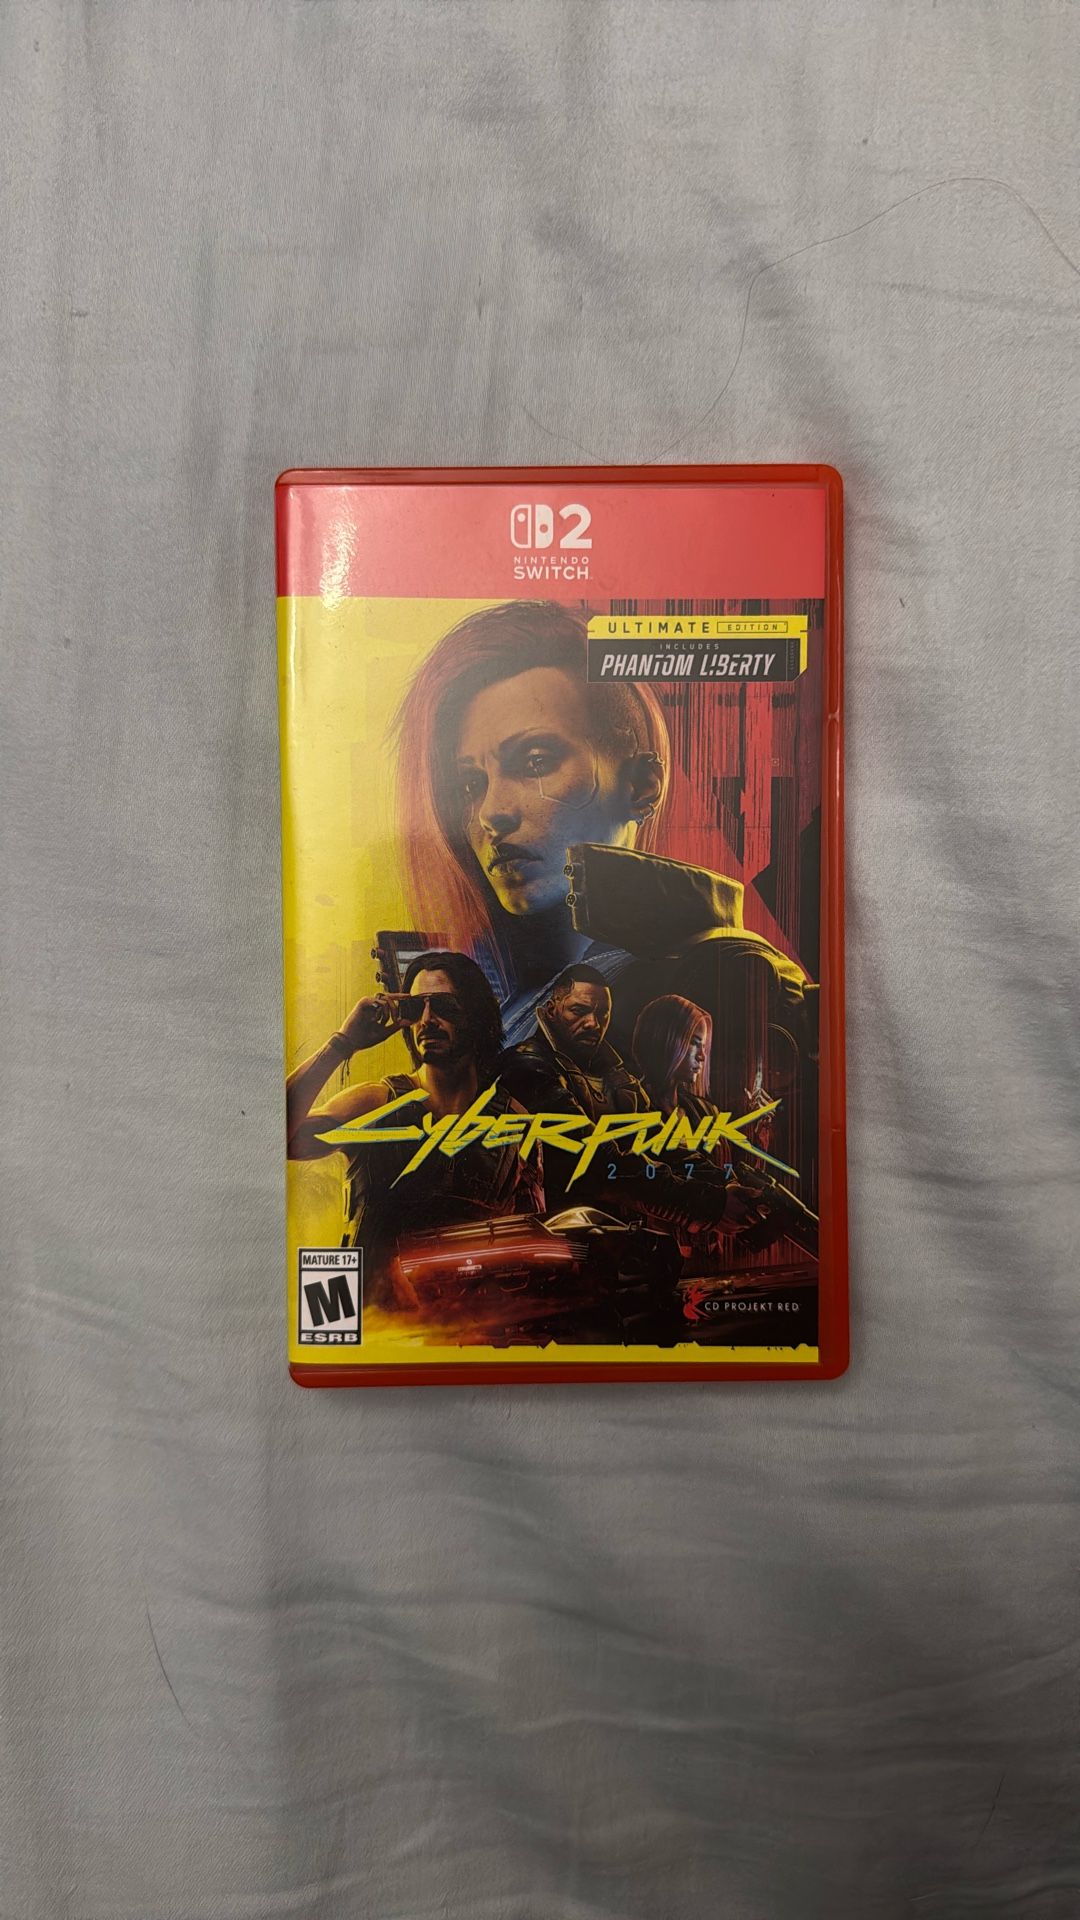 2
NINTENDO
SWITCH
ULTIMATE EDITION
INCLUDES
PHANTOM LIBERTY
CYBERPUNK
2077
MATURE 17+
M
ESRB
CD PROJEKT RED